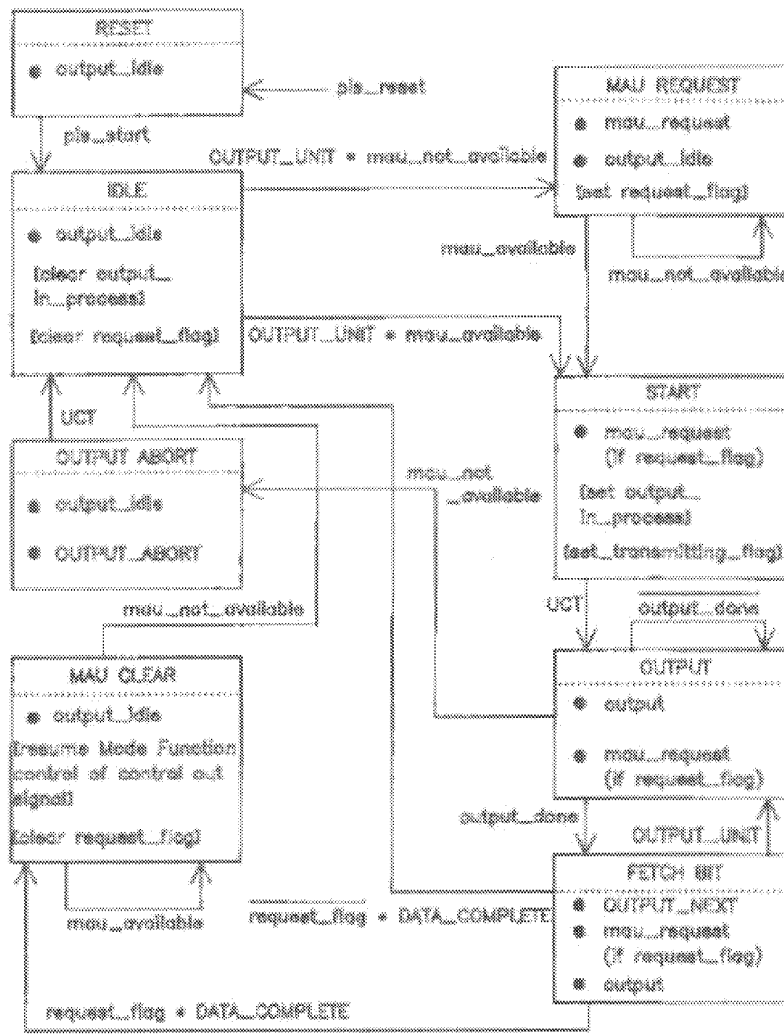 RESET
● output_idle
pls_reset
pls_start
OUTPUT_UNIT * mau_not_available
MAU REQUEST
● mau_request
● output_idle
[set request_flag]
mau_not_available
mau_available
IDLE
● output_idle
[clear output_
in_process]
[clear request_flag]
OUTPUT_UNIT * mau_available
UCT
OUTPUT ABORT
● output_idle
● OUTPUT_ABORT
mau_not
_available
START
● mau_request
(if request_flag)
[set output_
in_process]
[set_transmitting_flag]
UCT
output_done
mau_not_available
MAU CLEAR
● output_idle
[resume Mode Function
control of control out
signal]
[clear request_flag]
mau_available
OUTPUT
● output
● mau_request
(if request_flag)
output_done
OUTPUT_UNIT
FETCH BIT
● OUTPUT_NEXT
● mau_request
(if request_flag)
● output
request_flag * DATA_COMPLETE
request_flag * DATA_COMPLETE